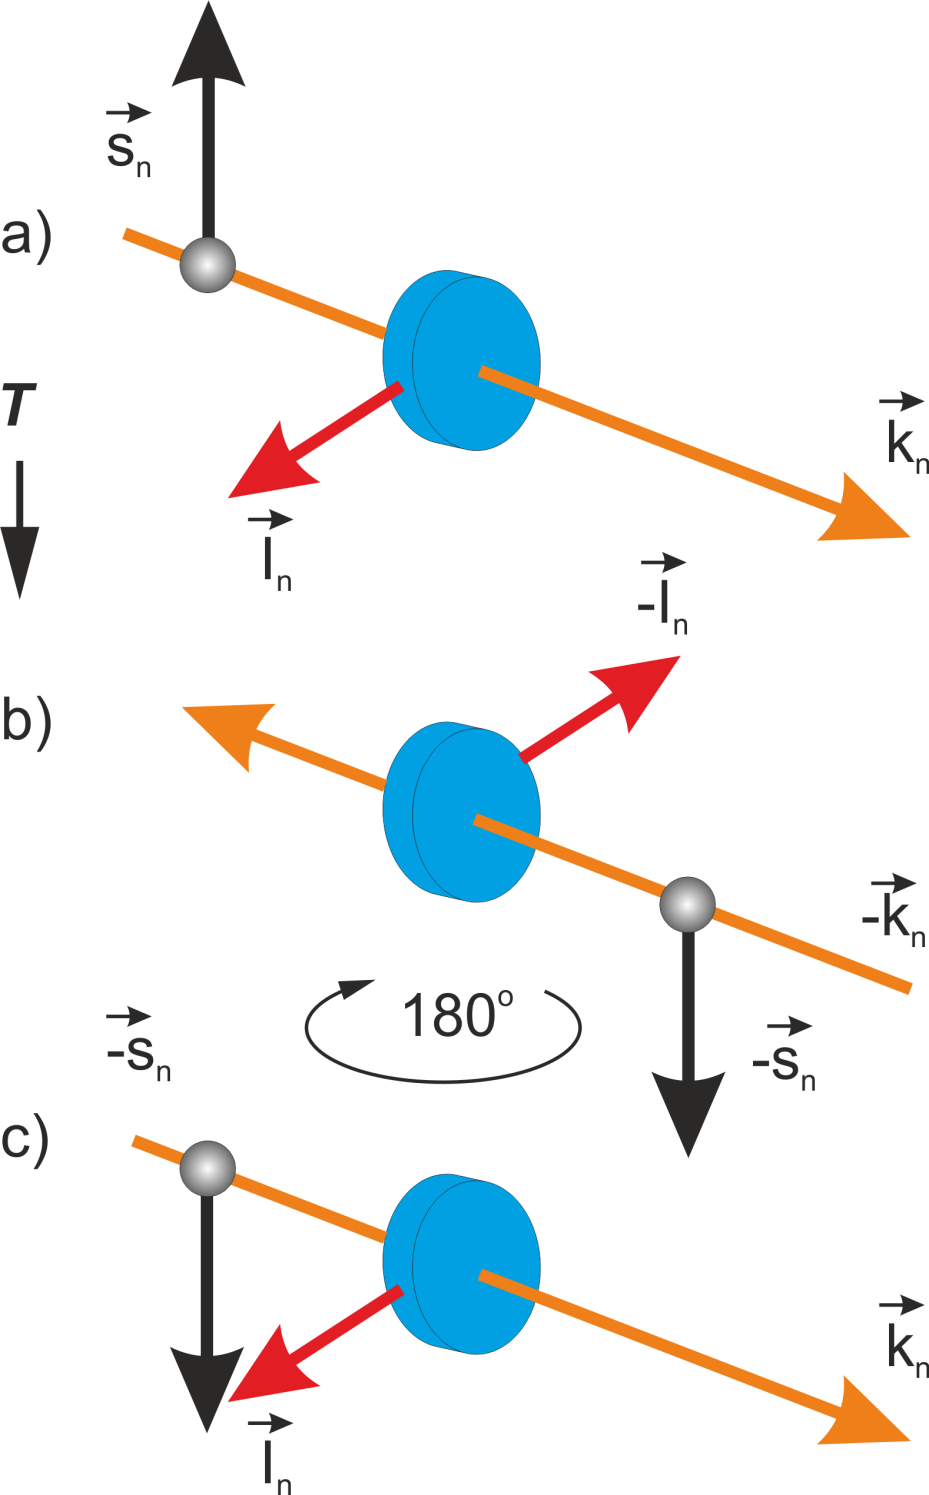 s⃗ₙ
a)
T
k⃗ₙ
l⃗ₙ
-l⃗ₙ
b)
-k⃗ₙ
180°
-s⃗ₙ
-s⃗ₙ
c)
k⃗ₙ
l⃗ₙ